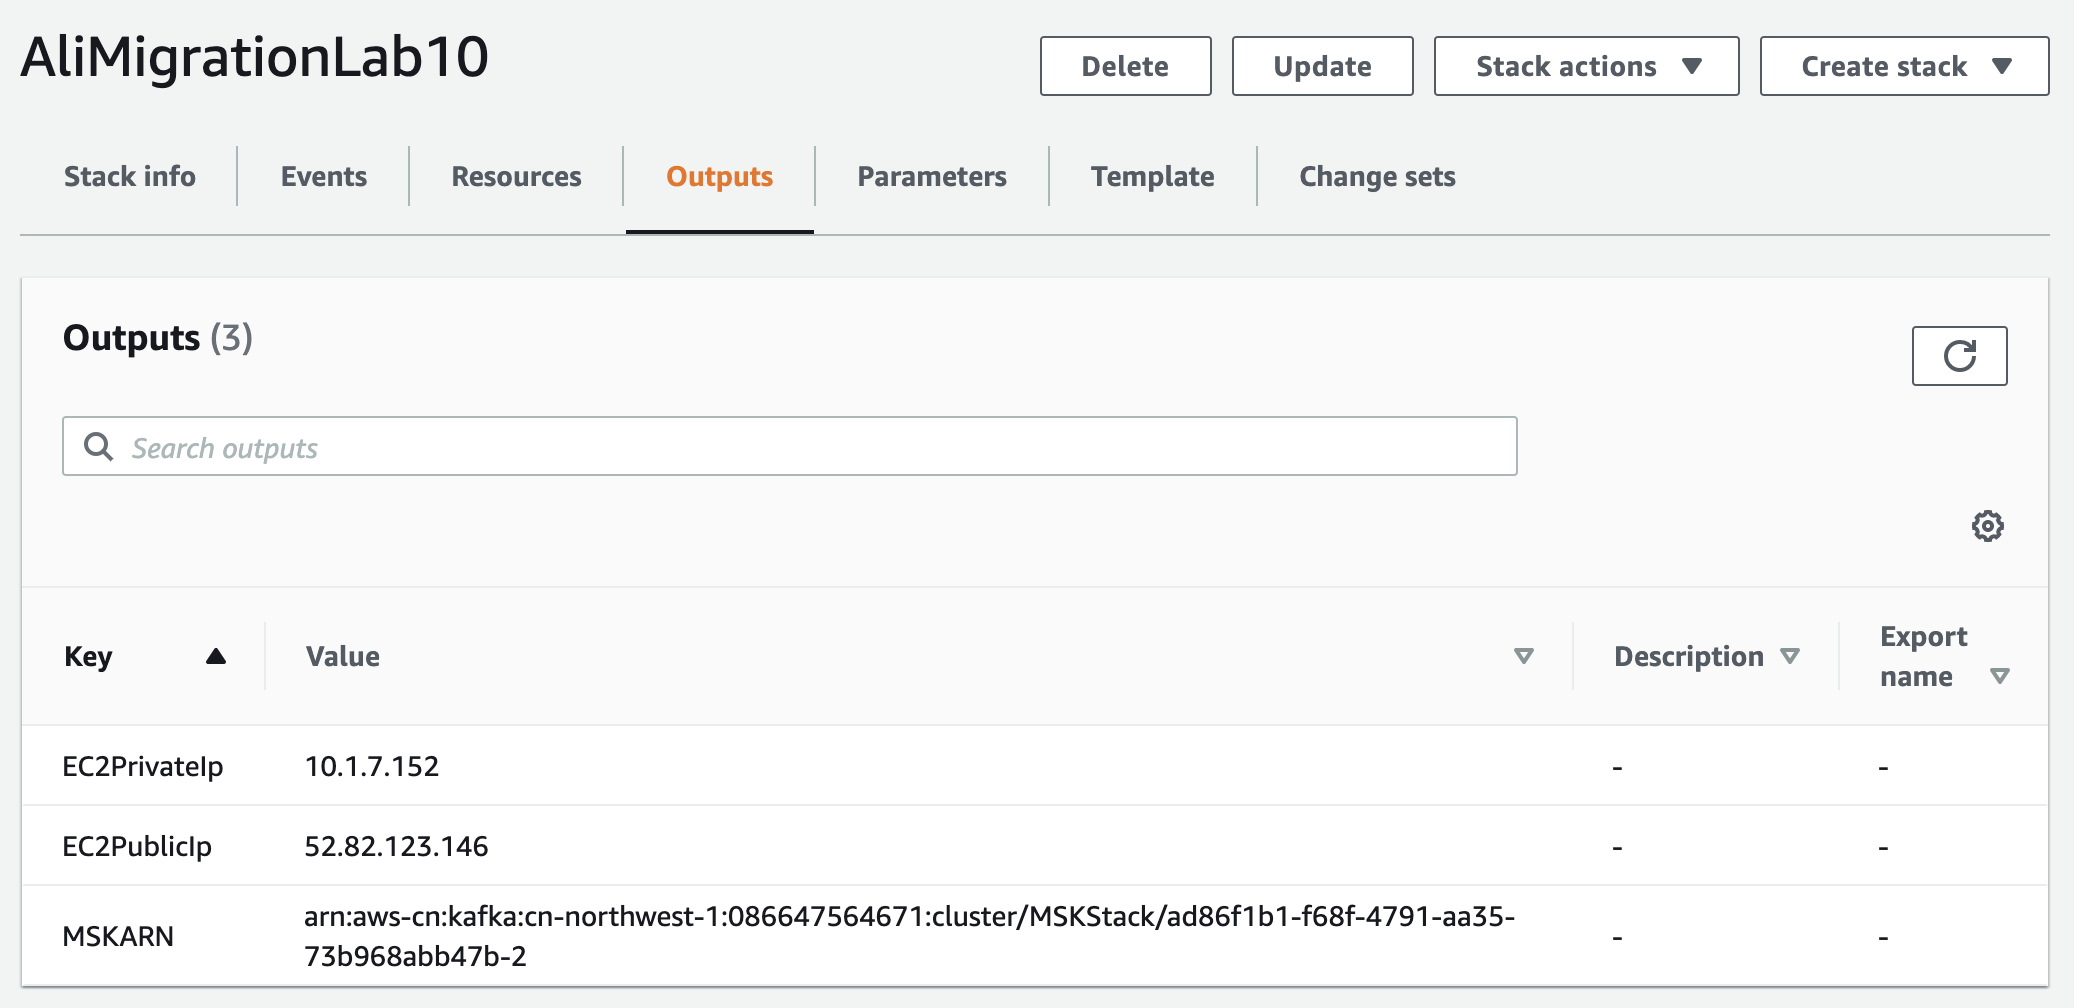 AliMigrationLab10
Delete
Update
Stack actions
Create stack
Stack info
Events
Resources
Outputs
Parameters
Template
Change sets
Outputs (3)
Search outputs
Key
Value
Description
Export
name
EC2PrivateIp
10.1.7.152
-
-
EC2PublicIp
52.82.123.146
-
-
MSKARN
arn:aws-cn:kafka:cn-northwest-1:086647564671:cluster/MSKStack/ad86f1b1-f68f-4791-aa35-
73b968abb47b-2
-
-